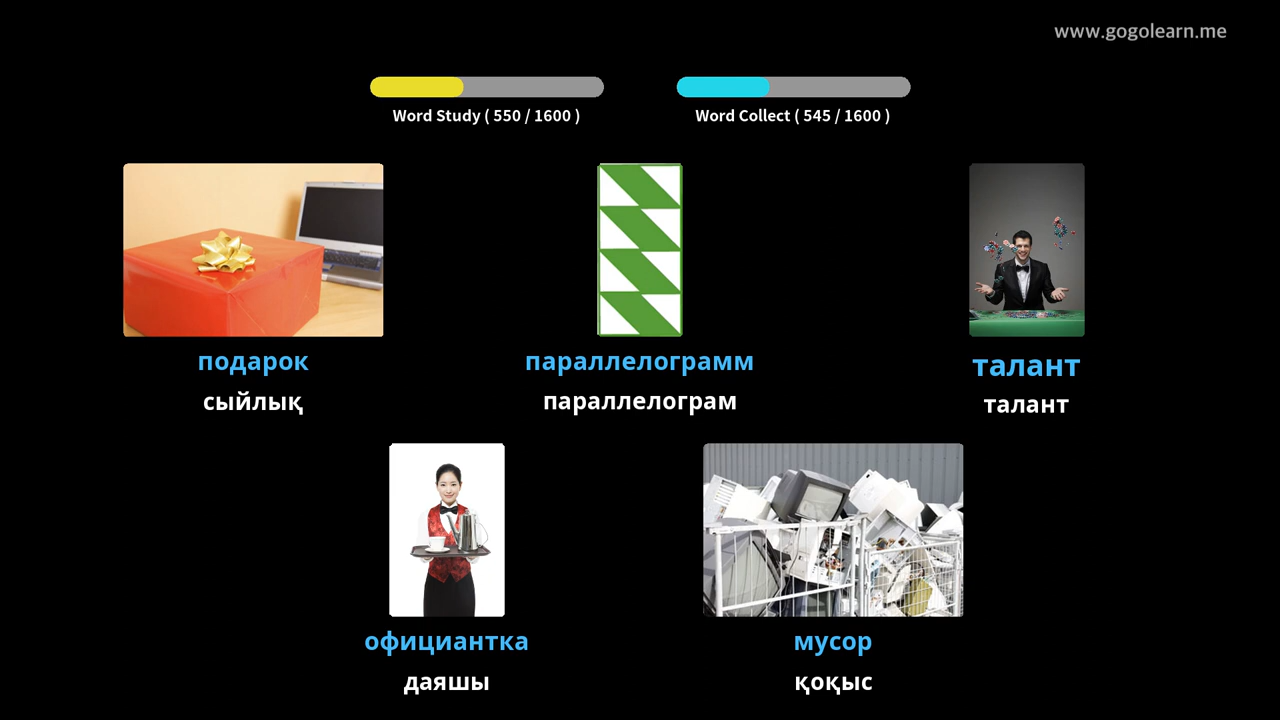 www.gogolearn.me
Word Study ( 550 / 1600 )
Word Collect ( 545 / 1600 )
подарок
сыйлық
параллелограмм
параллелограм
талант
талант
официантка
даяшы
мусор
қоқыс